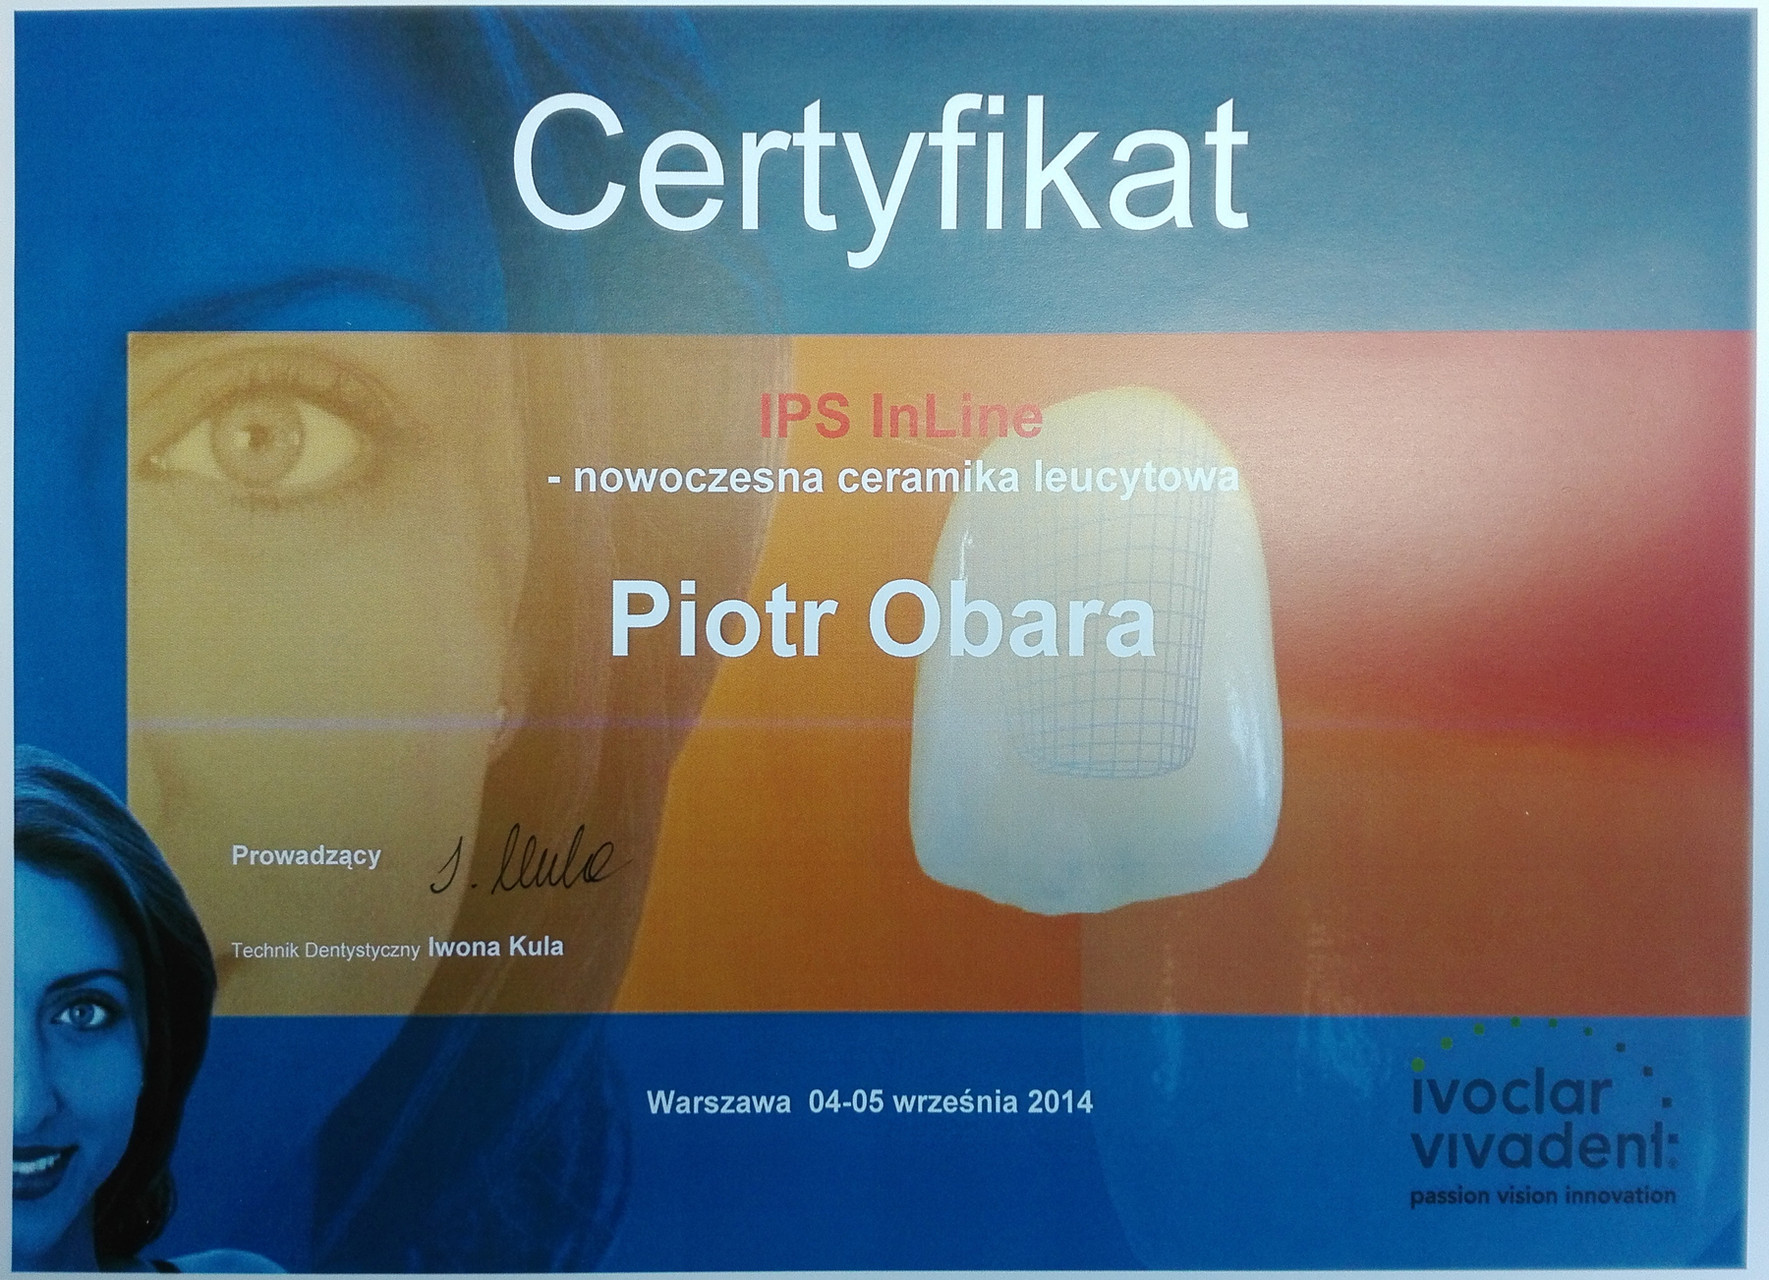 Certyfikat
IPS InLine
- nowoczesna ceramika leucytowa
Piotr Obara
Prowadzący
I. Kula
Technik Dentystyczny Iwona Kula
Warszawa 04-05 września 2014
ivoclar
vivadent:
passion vision innovation